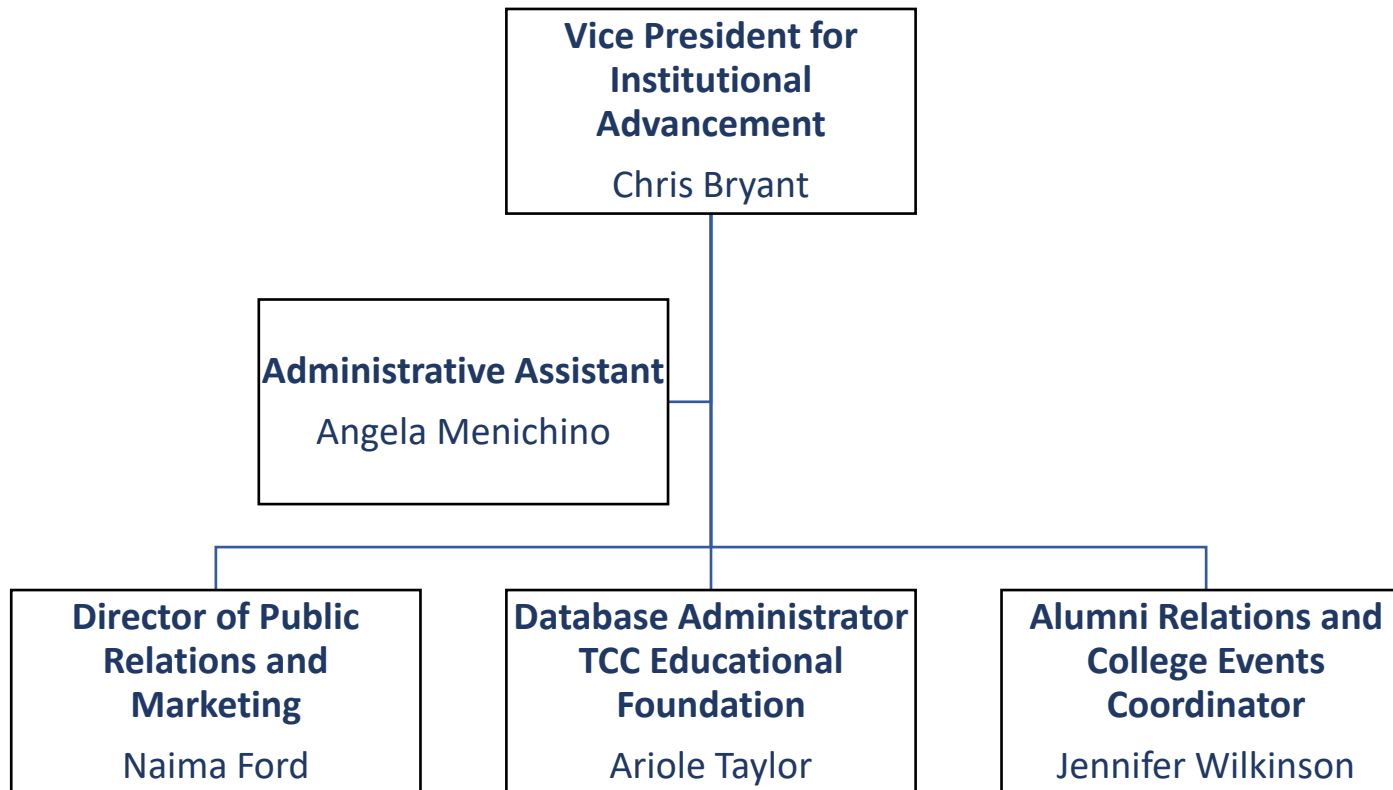 Vice President for
Institutional
Advancement
Chris Bryant
Administrative Assistant
Angela Menichino
Director of Public
Relations and
Marketing
Naima Ford
Database Administrator
TCC Educational
Foundation
Ariole Taylor
Alumni Relations and
College Events
Coordinator
Jennifer Wilkinson